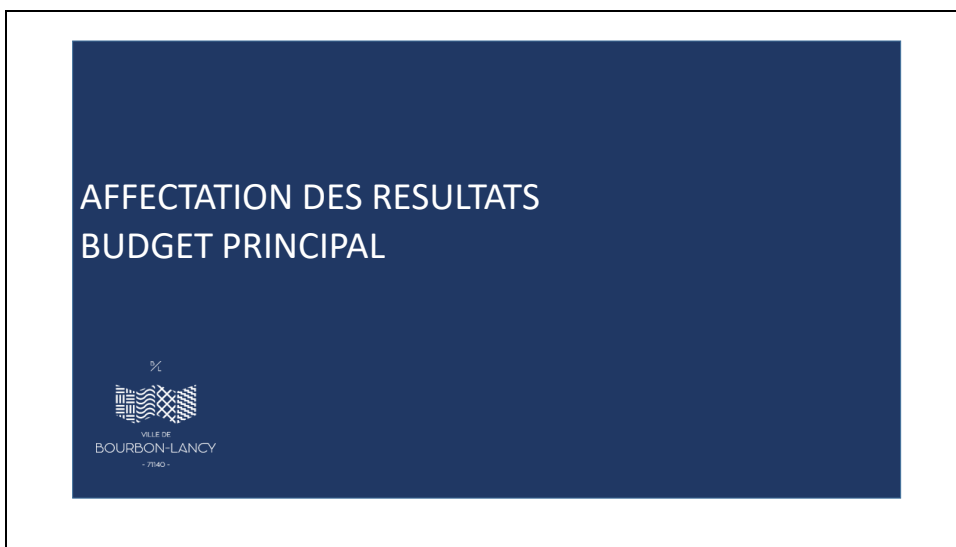 AFFECTATION DES RESULTATS
BUDGET PRINCIPAL
B/L
VILLE DE
BOURBON-LANCY
- 71140 -